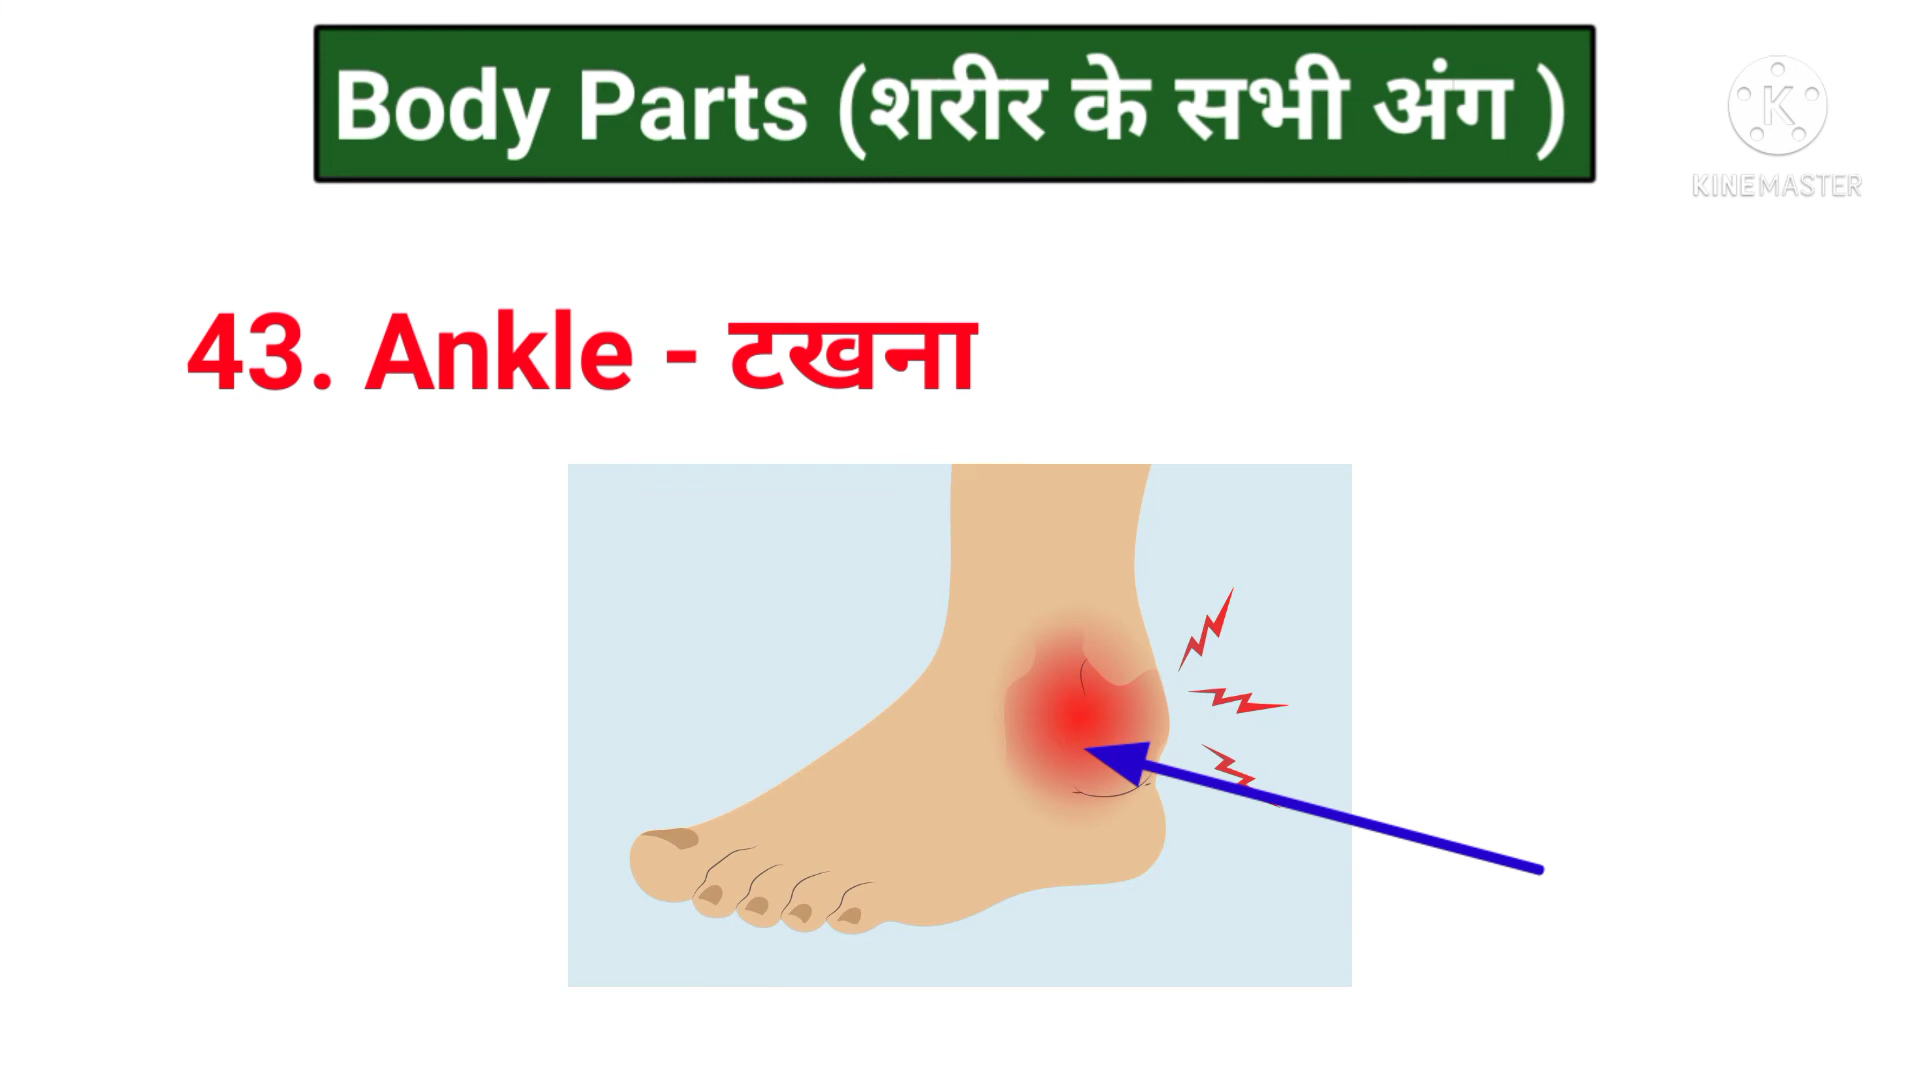 Body Parts (शरीर के सभी अंग )
K
KINEMASTER
43. Ankle - टखना